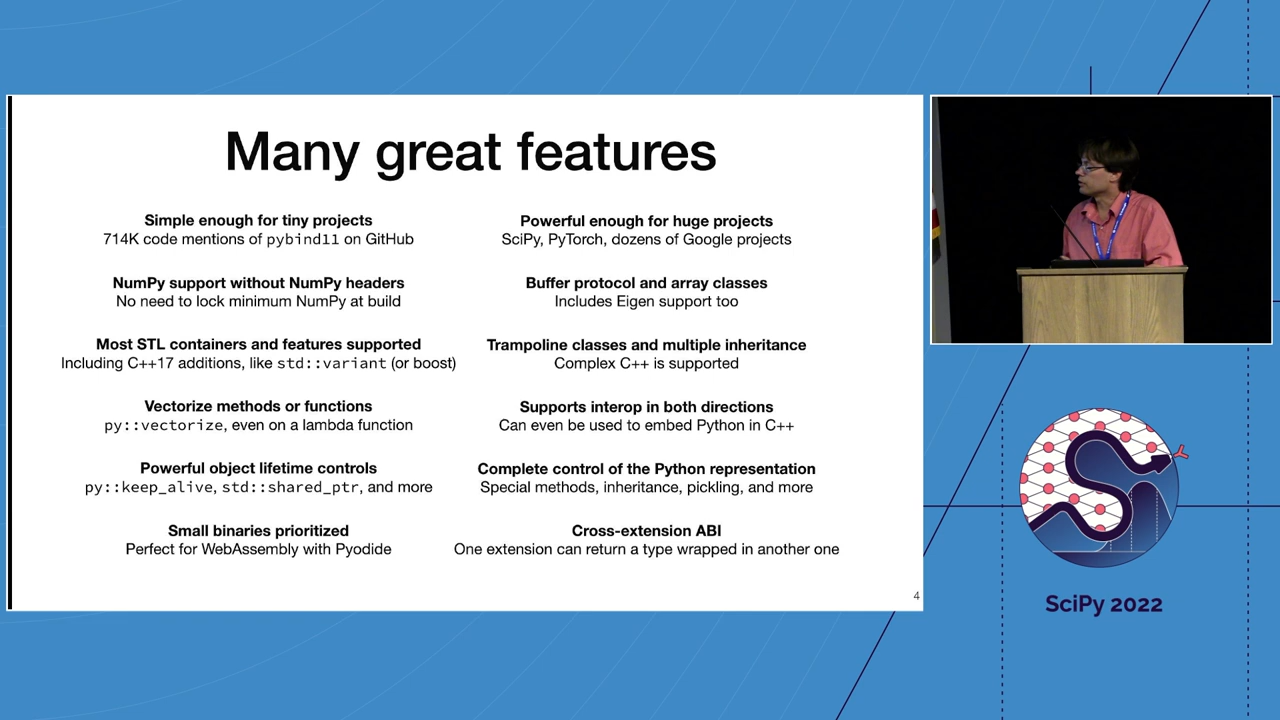 Many great features
Simple enough for tiny projects
714K code mentions of pybind11 on GitHub
Powerful enough for huge projects
SciPy, PyTorch, dozens of Google projects
NumPy support without NumPy headers
No need to lock minimum NumPy at build
Buffer protocol and array classes
Includes Eigen support too
Most STL containers and features supported
Including C++17 additions, like std::variant (or boost)
Trampoline classes and multiple inheritance
Complex C++ is supported
Vectorize methods or functions
py::vectorize, even on a lambda function
Supports interop in both directions
Can even be used to embed Python in C++
Powerful object lifetime controls
py::keep_alive, std::shared_ptr, and more
Complete control of the Python representation
Special methods, inheritance, pickling, and more
Small binaries prioritized
Perfect for WebAssembly with Pyodide
Cross-extension ABI
One extension can return a type wrapped in another one
4
SciPy 2022